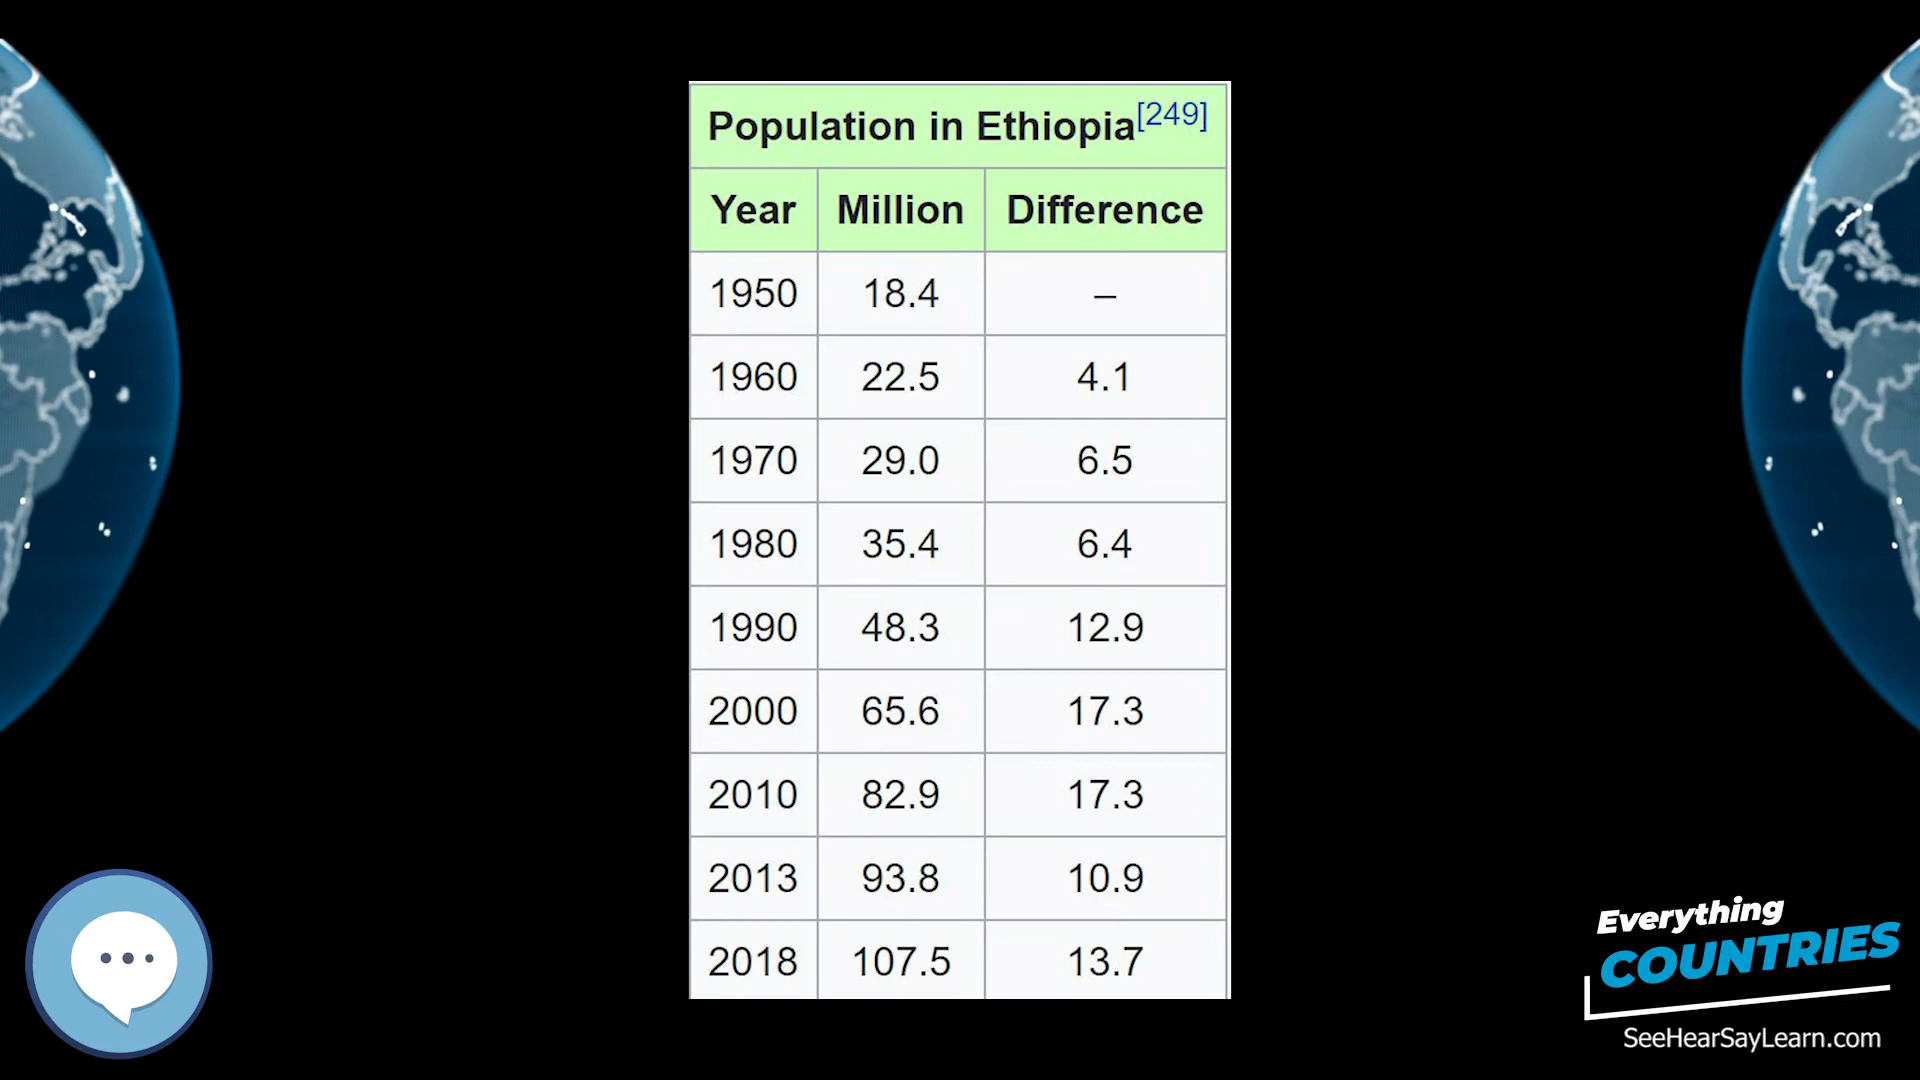 Population in Ethiopia[249]
Year Million Difference
1950 18.4 –
1960 22.5 4.1
1970 29.0 6.5
1980 35.4 6.4
1990 48.3 12.9
2000 65.6 17.3
2010 82.9 17.3
2013 93.8 10.9
2018 107.5 13.7
Everything
COUNTRIES
SeeHearSayLearn.com